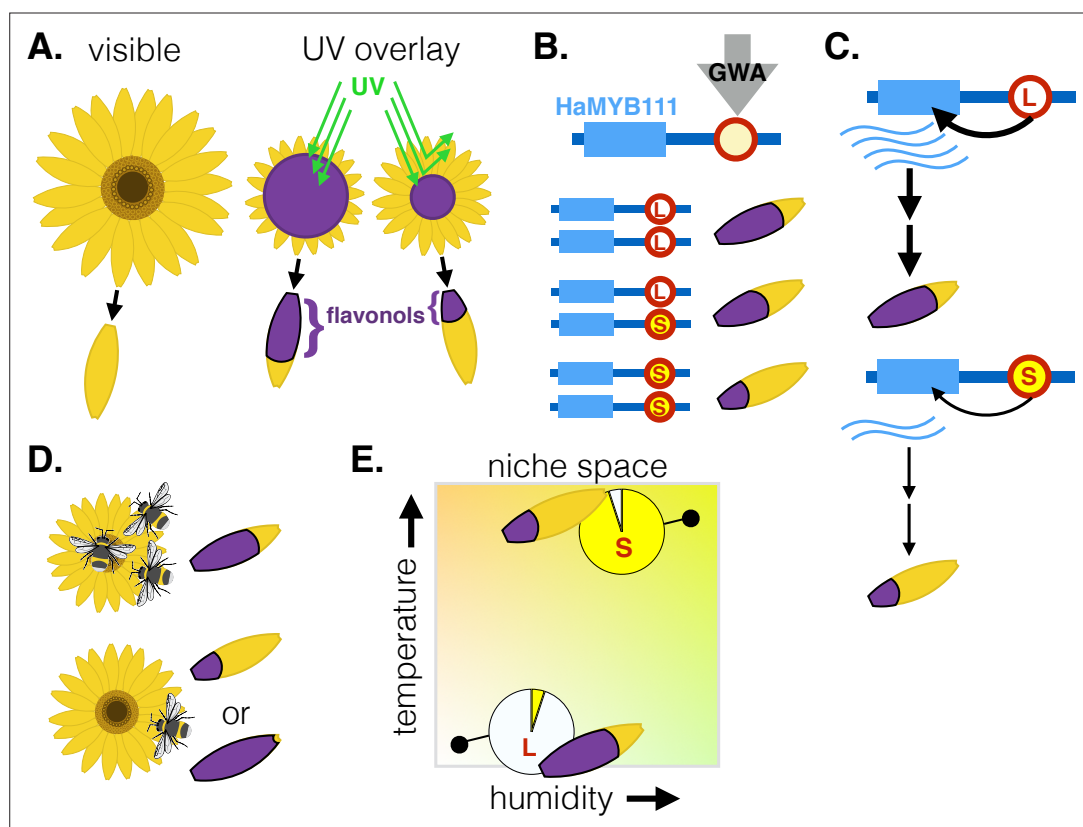 A.
visible
UV overlay
UV
flavonols
B.
GWA
HaMYB111
L
L
L
S
S
S
C.
L
S
D.
or
E.
niche space
temperature
S
L
humidity